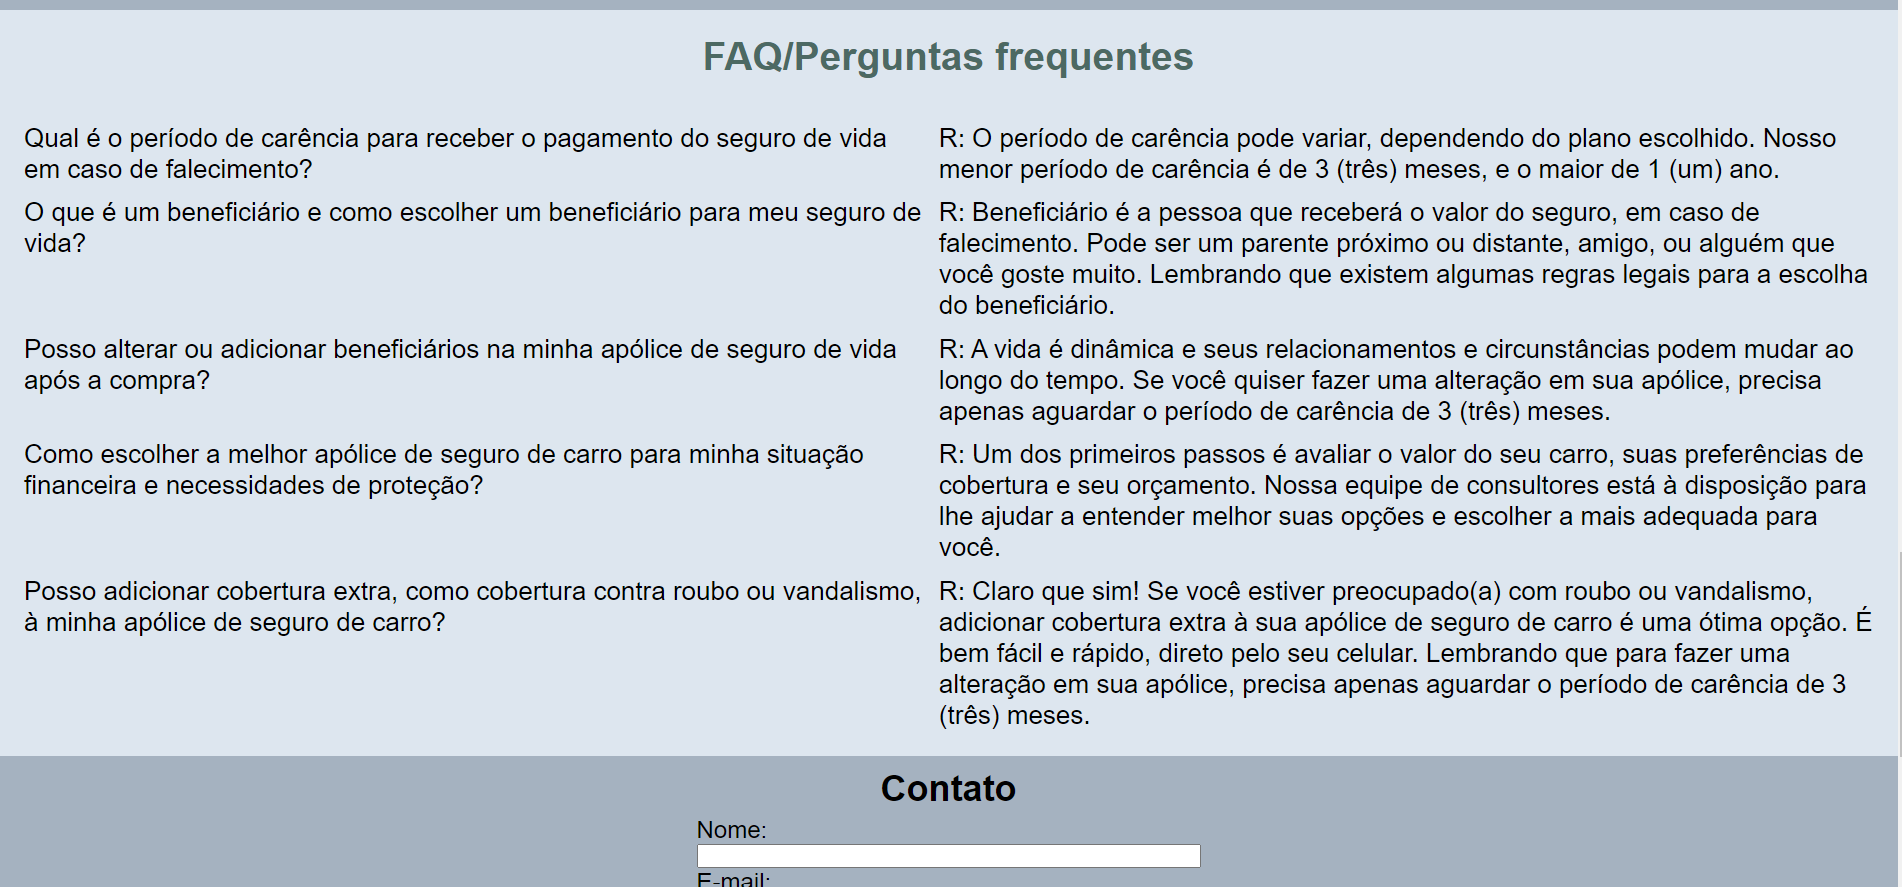 FAQ/Perguntas frequentes
Qual é o período de carência para receber o pagamento do seguro de vida
em caso de falecimento?
R: O período de carência pode variar, dependendo do plano escolhido. Nosso
menor período de carência é de 3 (três) meses, e o maior de 1 (um) ano.
O que é um beneficiário e como escolher um beneficiário para meu seguro de
vida?
R: Beneficiário é a pessoa que receberá o valor do seguro, em caso de
falecimento. Pode ser um parente próximo ou distante, amigo, ou alguém que
você goste muito. Lembrando que existem algumas regras legais para a escolha
do beneficiário.
Posso alterar ou adicionar beneficiários na minha apólice de seguro de vida
após a compra?
R: A vida é dinâmica e seus relacionamentos e circunstâncias podem mudar ao
longo do tempo. Se você quiser fazer uma alteração em sua apólice, precisa
apenas aguardar o período de carência de 3 (três) meses.
Como escolher a melhor apólice de seguro de carro para minha situação
financeira e necessidades de proteção?
R: Um dos primeiros passos é avaliar o valor do seu carro, suas preferências de
cobertura e seu orçamento. Nossa equipe de consultores está à disposição para
lhe ajudar a entender melhor suas opções e escolher a mais adequada para
você.
Posso adicionar cobertura extra, como cobertura contra roubo ou vandalismo,
à minha apólice de seguro de carro?
R: Claro que sim! Se você estiver preocupado(a) com roubo ou vandalismo,
adicionar cobertura extra à sua apólice de seguro de carro é uma ótima opção. É
bem fácil e rápido, direto pelo seu celular. Lembrando que para fazer uma
alteração em sua apólice, precisa apenas aguardar o período de carência de 3
(três) meses.
Contato
Nome:
E-mail: